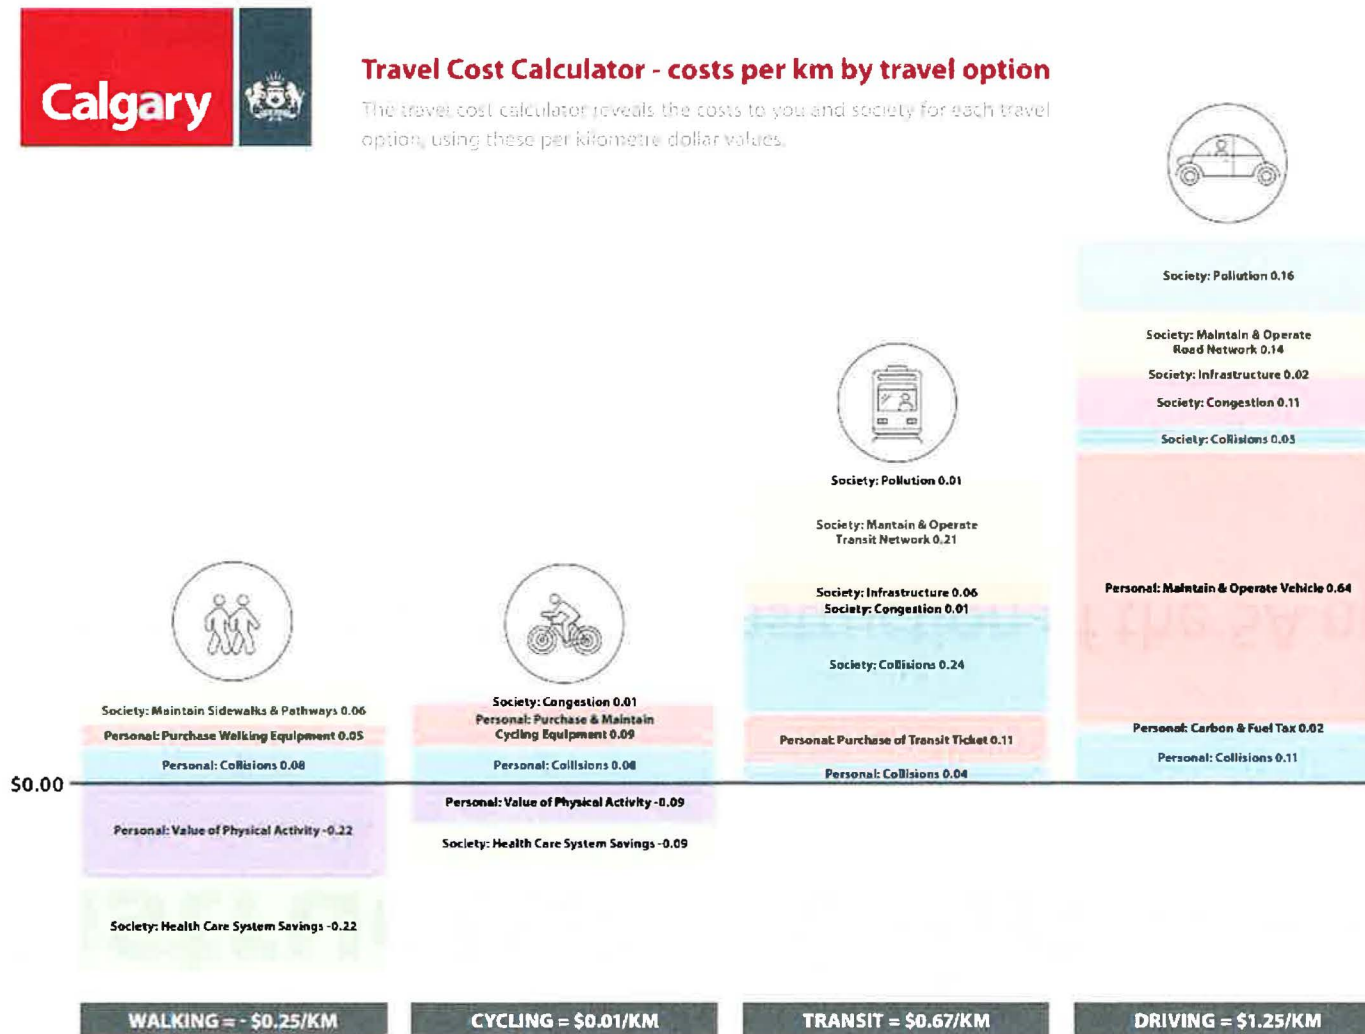 Calgary
Travel Cost Calculator - costs per km by travel option
The travel cost calculator reveals the costs to you and society for each travel
option, using these per kilometre dollar values.
Society: Pollution 0.16
Society: Maintain & Operate
Road Network 0.14
Society: Infrastructure 0.02
Society: Congestion 0.11
Society: Collisions 0.05
Personal: Maintain & Operate Vehicle 0.64
Personal: Carbon & Fuel Tax 0.02
Personal: Collisions 0.11
Society: Pollution 0.01
Society: Mantain & Operate
Transit Network 0.21
Society: Infrastructure 0.06
Society: Congestion 0.01
Society: Collisions 0.24
Personal: Purchase of Transit Ticket 0.11
Personal: Collisions 0.04
Society: Congestion 0.01
Personal: Purchase & Maintain
Cycling Equipment 0.09
Personal: Collisions 0.08
Personal: Value of Physical Activity -0.09
Society: Health Care System Savings -0.09
Society: Maintain Sidewalks & Pathways 0.06
Personal: Purchase Walking Equipment 0.05
Personal: Collisions 0.08
$0.00
Personal: Value of Physical Activity -0.22
Society: Health Care System Savings -0.22
WALKING = - $0.25/KM
CYCLING = $0.01/KM
TRANSIT = $0.67/KM
DRIVING = $1.25/KM